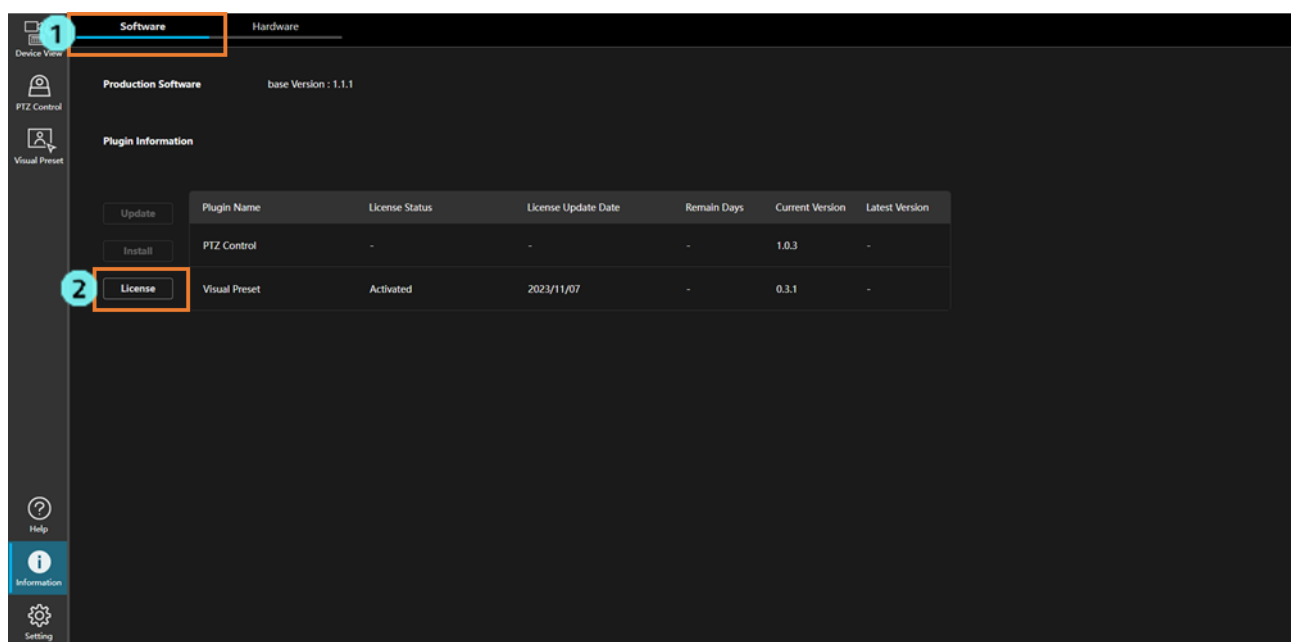 1
Software Hardware
Device View
Production Software base Version : 1.1.1
PTZ Control
Plugin Information
Visual Preset
Update
Plugin Name License Status License Update Date Remain Days Current Version Latest Version
Install
PTZ Control - - - 1.0.3 -
2
License
Visual Preset Activated 2023/11/07 - 0.3.1 -
Help
Information
Setting